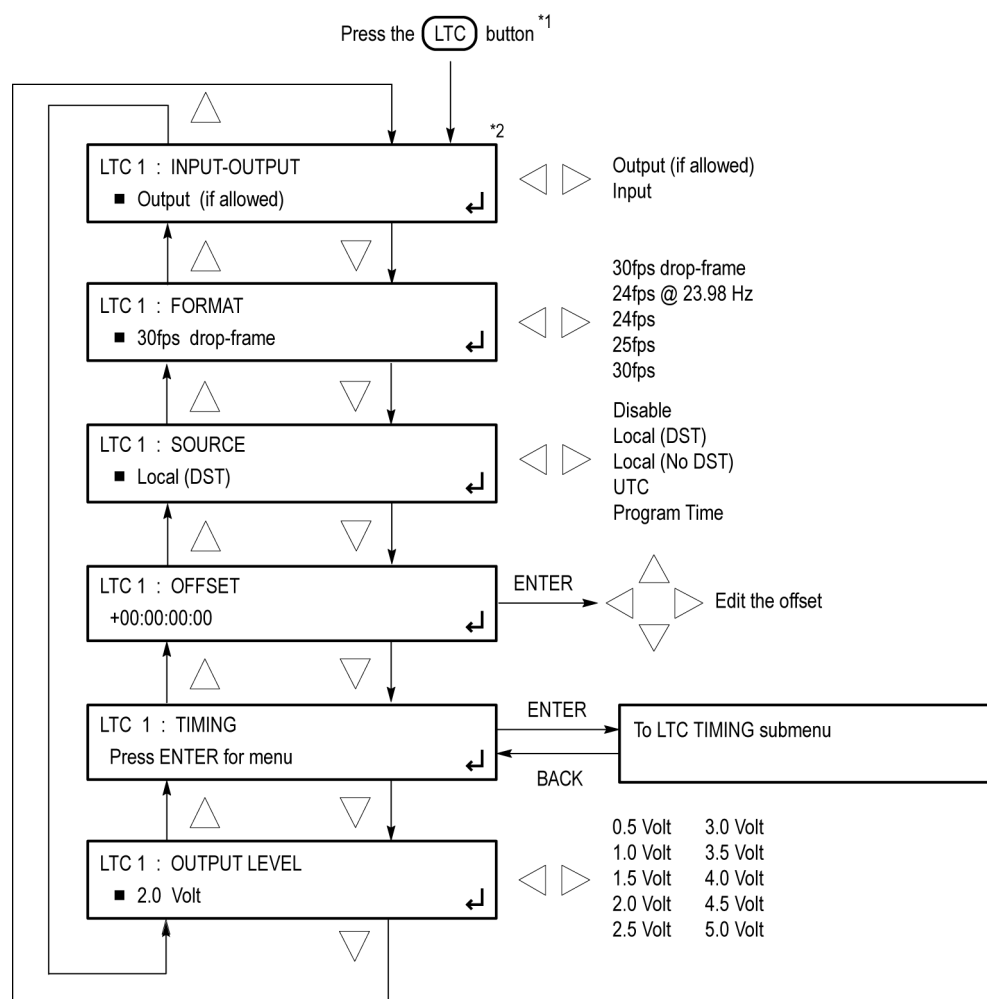 Press the LTC button *1
*2
LTC 1 : INPUT-OUTPUT
■ Output (if allowed)
Output (if allowed)
Input
LTC 1 : FORMAT
■ 30fps drop-frame
30fps drop-frame
24fps @ 23.98 Hz
24fps
25fps
30fps
LTC 1 : SOURCE
■ Local (DST)
Disable
Local (DST)
Local (No DST)
UTC
Program Time
LTC 1 : OFFSET
+00:00:00:00
ENTER
Edit the offset
LTC 1 : TIMING
Press ENTER for menu
ENTER
BACK
To LTC TIMING submenu
LTC 1 : OUTPUT LEVEL
■ 2.0 Volt
0.5 Volt 3.0 Volt
1.0 Volt 3.5 Volt
1.5 Volt 4.0 Volt
2.0 Volt 4.5 Volt
2.5 Volt 5.0 Volt